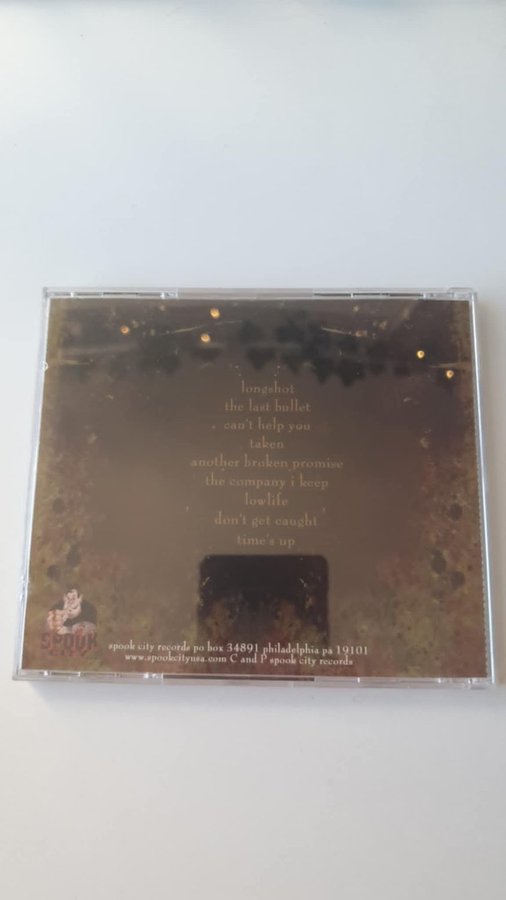 longshot
the last bullet
can't help you
taken
another broken promise
the company i keep
lowlife
don't get caught
time's up
SPOOK
spook city records po box 34891 philadelphia pa 19101
www.spookcityusa.com C and P spook city records